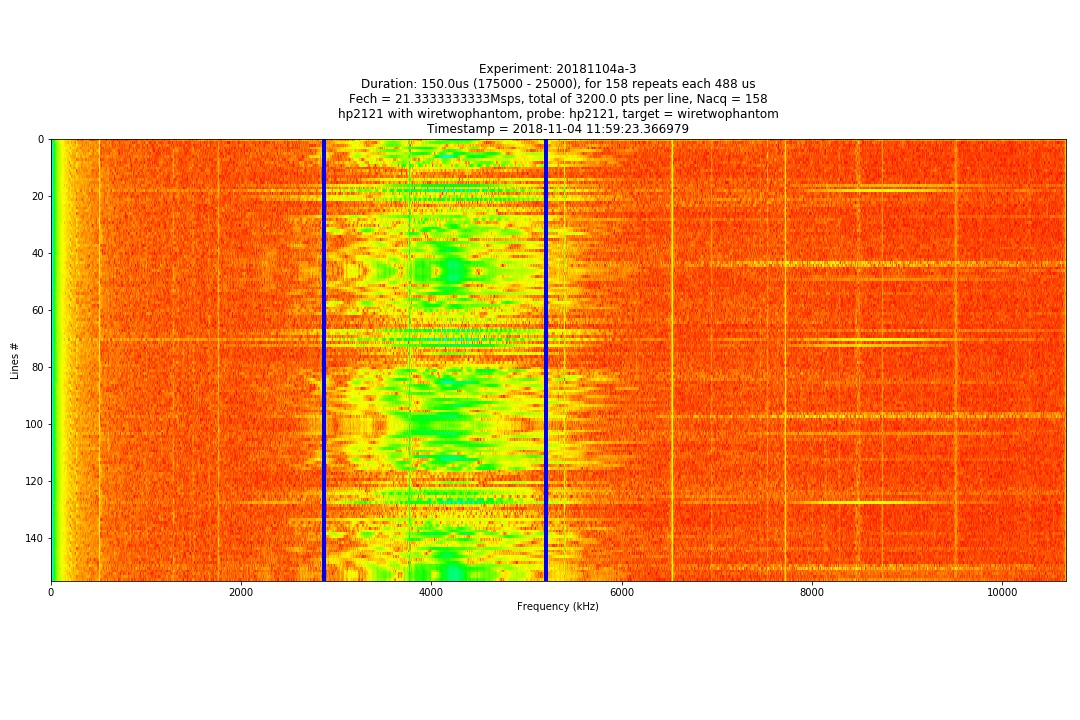 Experiment: 20181104a-3
Duration: 150.0us (175000 - 25000), for 158 repeats each 488 us
Fech = 21.3333333333Msps, total of 3200.0 pts per line, Nacq = 158
hp2121 with wiretwophantom, probe: hp2121, target = wiretwophantom
Timestamp = 2018-11-04 11:59:23.366979
0
20
40
60
80
100
120
140
Lines #
0
2000
4000
6000
8000
10000
Frequency (kHz)